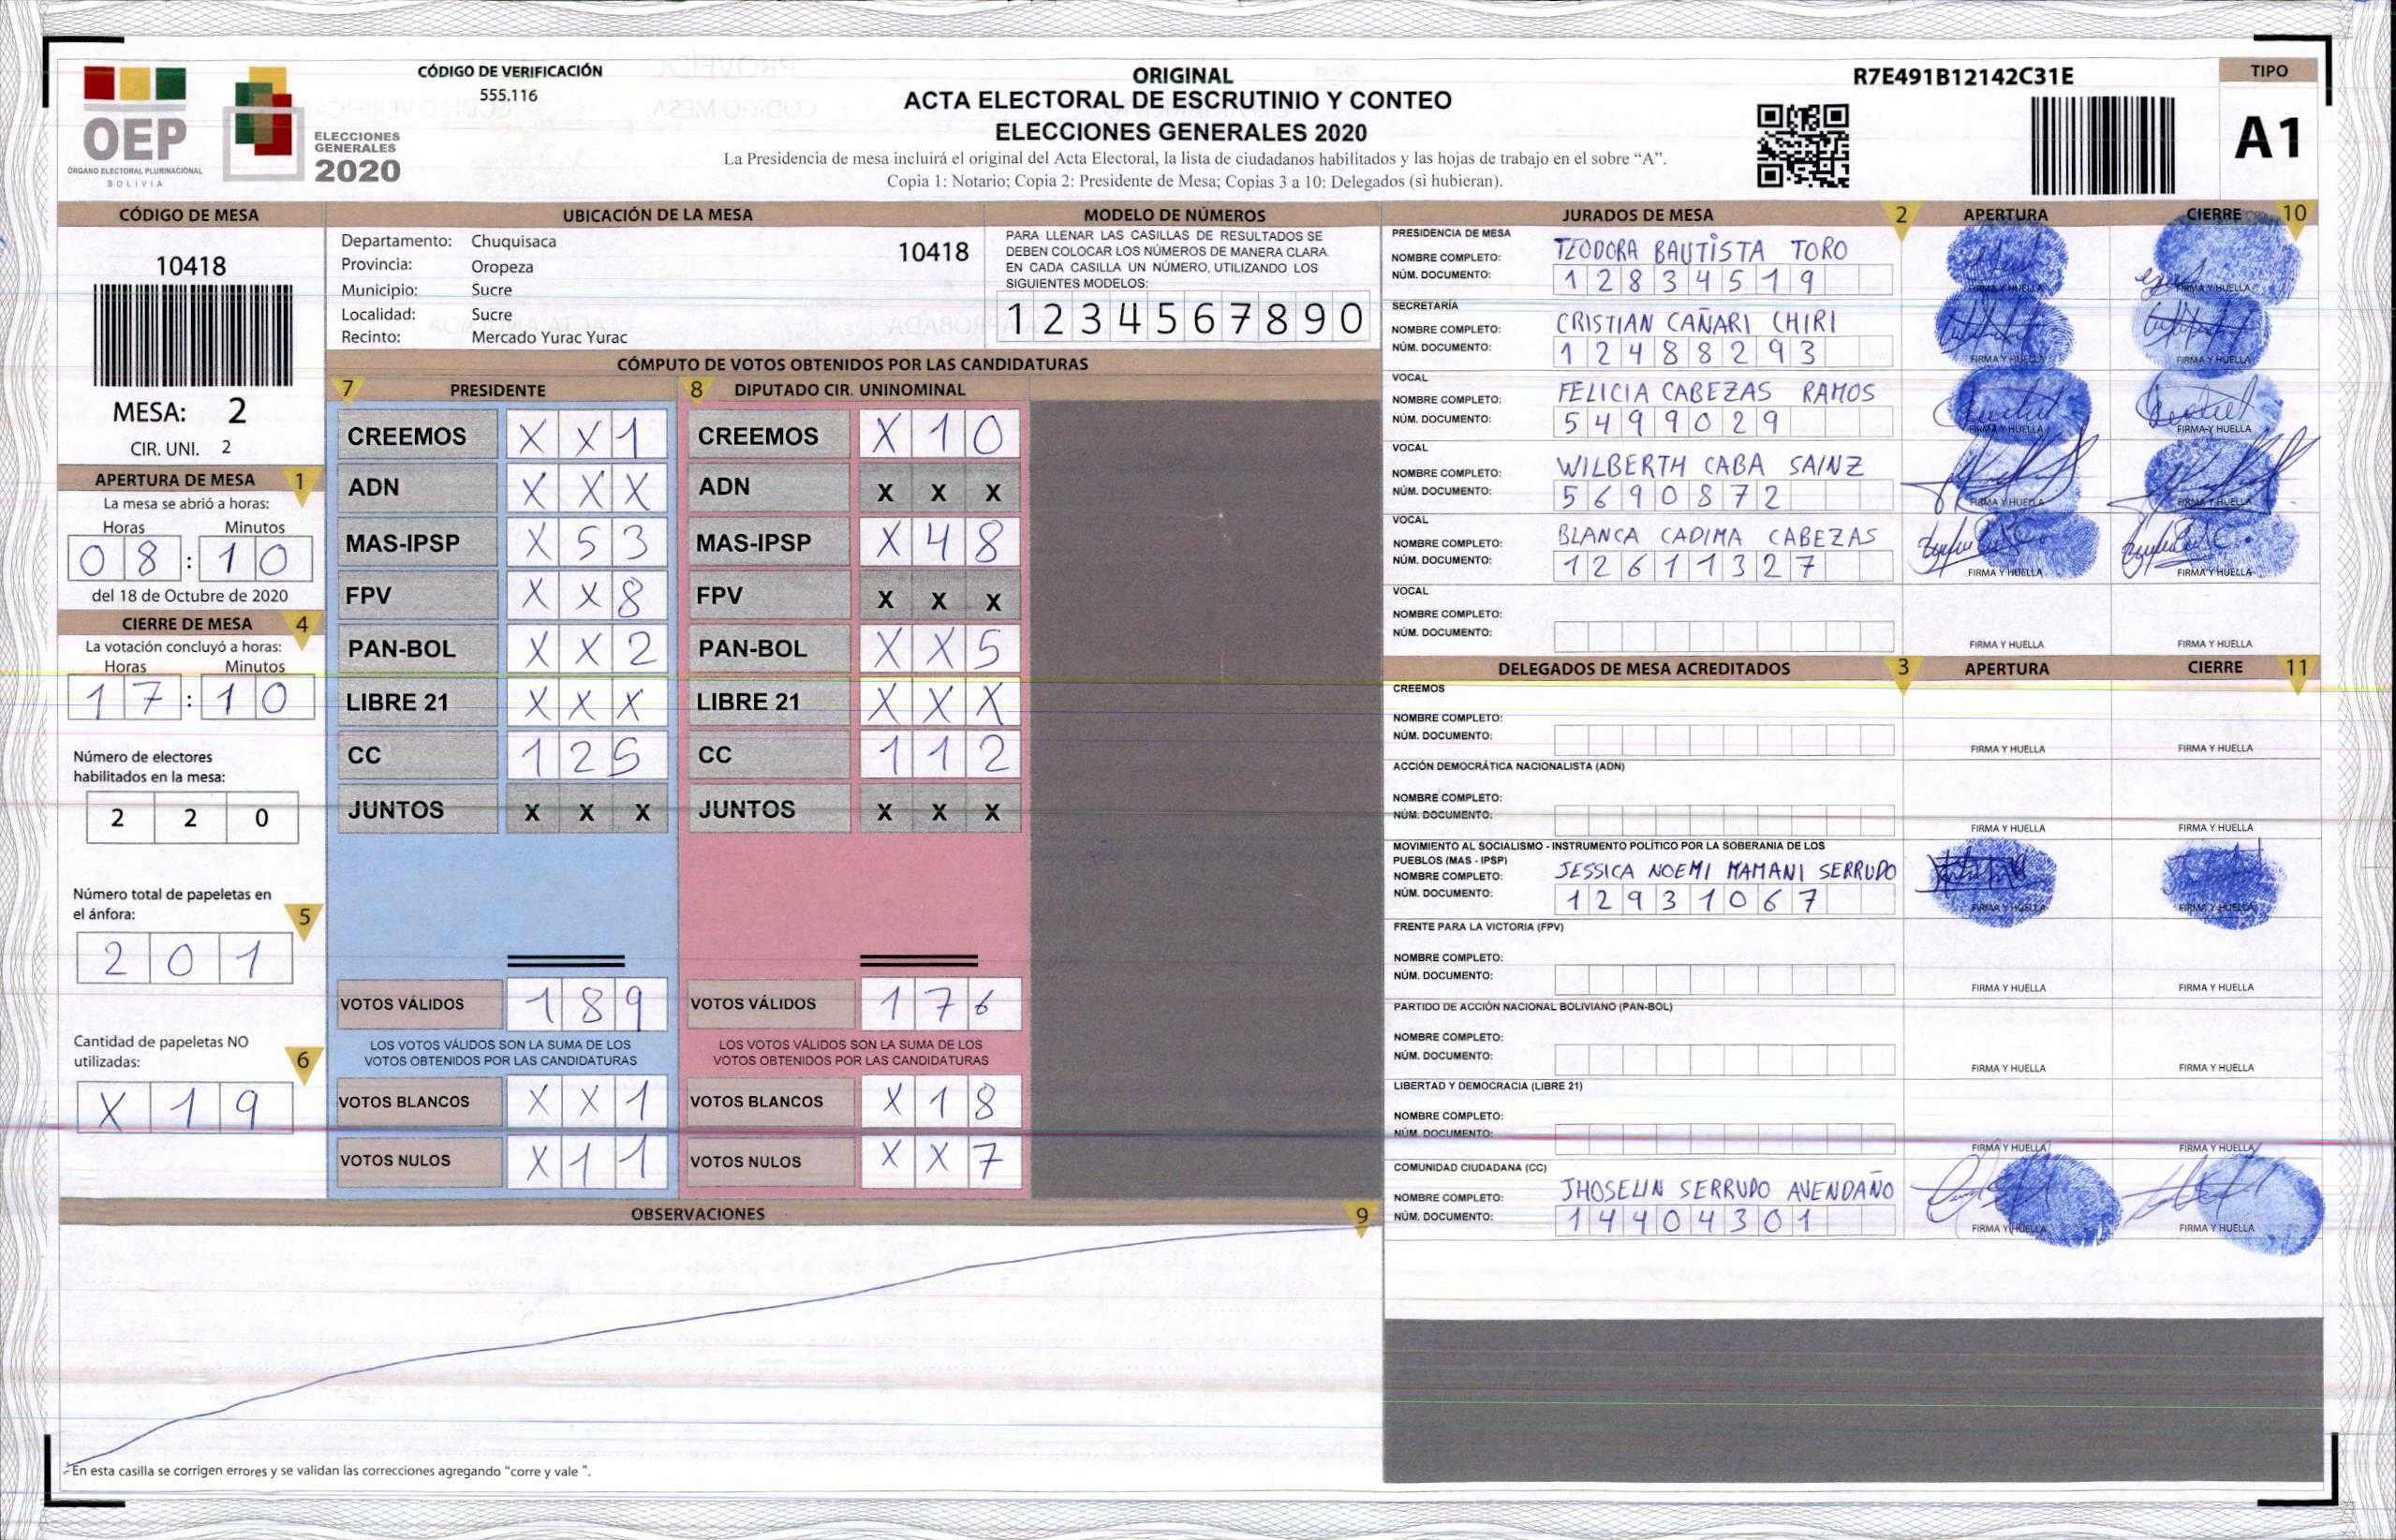 CÓDIGO DE VERIFICACIÓN
555.116
ORIGINAL
ACTA ELECTORAL DE ESCRUTINIO Y CONTEO
ELECCIONES GENERALES 2020
La Presidencia de mesa incluirá el original del Acta Electoral, la lista de ciudadanos habilitados y las hojas de trabajo en el sobre “A”.
Copia 1: Notario; Copia 2: Presidente de Mesa; Copias 3 a 10: Delegados (si hubieran).
R7E491B12142C31E
TIPO
A1
OEP
ÓRGANO ELECTORAL PLURINACIONAL
BOLIVIA
ELECCIONES
GENERALES
2020
CÓDIGO DE MESA
10418
MESA: 2
CIR. UNI. 2
APERTURA DE MESA 1
La mesa se abrió a horas:
Horas Minutos
0 8 : 1 0
del 18 de Octubre de 2020
CIERRE DE MESA 4
La votación concluyó a horas:
Horas Minutos
1 7 : 1 0
Número de electores
habilitados en la mesa:
2 2 0
Número total de papeletas en
el ánfora: 5
2 0 1
Cantidad de papeletas NO
utilizadas: 6
X 1 9
UBICACIÓN DE LA MESA
Departamento: Chuquisaca 10418
Provincia: Oropeza
Municipio: Sucre
Localidad: Sucre
Recinto: Mercado Yurac Yurac
MODELO DE NÚMEROS
PARA LLENAR LAS CASILLAS DE RESULTADOS SE
DEBEN COLOCAR LOS NÚMEROS DE MANERA CLARA
EN CADA CASILLA UN NÚMERO, UTILIZANDO LOS
SIGUIENTES MODELOS:
1 2 3 4 5 6 7 8 9 0
CÓMPUTO DE VOTOS OBTENIDOS POR LAS CANDIDATURAS
7 PRESIDENTE
CREEMOS X X 1
ADN X X X
MAS-IPSP X 5 3
FPV X X 8
PAN-BOL X X 2
LIBRE 21 X X X
CC 1 2 5
JUNTOS X X X
VOTOS VÁLIDOS 1 8 9
LOS VOTOS VÁLIDOS SON LA SUMA DE LOS
VOTOS OBTENIDOS POR LAS CANDIDATURAS
VOTOS BLANCOS X X 1
VOTOS NULOS X 1 1
8 DIPUTADO CIR. UNINOMINAL
CREEMOS X 1 0
ADN X X X
MAS-IPSP X 4 8
FPV X X X
PAN-BOL X X 5
LIBRE 21 X X X
CC 1 1 2
JUNTOS X X X
VOTOS VÁLIDOS 1 7 6
LOS VOTOS VÁLIDOS SON LA SUMA DE LOS
VOTOS OBTENIDOS POR LAS CANDIDATURAS
VOTOS BLANCOS X 1 8
VOTOS NULOS X X 7
OBSERVACIONES 9
En esta casilla se corrigen errores y se validan las correcciones agregando “corre y vale ”.
JURADOS DE MESA 2 APERTURA CIERRE 10
PRESIDENCIA DE MESA
NOMBRE COMPLETO: TEODORA BAUTISTA TORO
NÚM. DOCUMENTO: 1 2 8 3 4 5 1 9
FIRMA Y HUELLA FIRMA Y HUELLA
SECRETARÍA
NOMBRE COMPLETO: CRISTIAN CAÑARI CHIRI
NÚM. DOCUMENTO: 1 2 4 8 8 2 9 3
FIRMA Y HUELLA FIRMA Y HUELLA
VOCAL
NOMBRE COMPLETO: FELICIA CABEZAS RAMOS
NÚM. DOCUMENTO: 5 4 9 9 0 2 9
FIRMA Y HUELLA FIRMA Y HUELLA
VOCAL
NOMBRE COMPLETO: WILBERTH CABA SAINZ
NÚM. DOCUMENTO: 5 6 9 0 8 7 2
FIRMA Y HUELLA FIRMA Y HUELLA
VOCAL
NOMBRE COMPLETO: BLANCA CADIMA CABEZAS
NÚM. DOCUMENTO: 1 2 6 1 1 3 2 7
FIRMA Y HUELLA FIRMA Y HUELLA
VOCAL
NOMBRE COMPLETO:
NÚM. DOCUMENTO:
FIRMA Y HUELLA FIRMA Y HUELLA
DELEGADOS DE MESA ACREDITADOS 3 APERTURA CIERRE 11
CREEMOS
NOMBRE COMPLETO:
NÚM. DOCUMENTO:
FIRMA Y HUELLA FIRMA Y HUELLA
ACCIÓN DEMOCRÁTICA NACIONALISTA (ADN)
NOMBRE COMPLETO:
NÚM. DOCUMENTO:
FIRMA Y HUELLA FIRMA Y HUELLA
MOVIMIENTO AL SOCIALISMO - INSTRUMENTO POLÍTICO POR LA SOBERANIA DE LOS
PUEBLOS (MAS - IPSP)
NOMBRE COMPLETO: JESSICA NOEMI MAMANI SERRUDO
NÚM. DOCUMENTO: 1 2 9 3 1 0 6 7
FIRMA Y HUELLA FIRMA Y HUELLA
FRENTE PARA LA VICTORIA (FPV)
NOMBRE COMPLETO:
NÚM. DOCUMENTO:
FIRMA Y HUELLA FIRMA Y HUELLA
PARTIDO DE ACCIÓN NACIONAL BOLIVIANO (PAN-BOL)
NOMBRE COMPLETO:
NÚM. DOCUMENTO:
FIRMA Y HUELLA FIRMA Y HUELLA
LIBERTAD Y DEMOCRACIA (LIBRE 21)
NOMBRE COMPLETO:
NÚM. DOCUMENTO:
FIRMA Y HUELLA FIRMA Y HUELLA
COMUNIDAD CIUDADANA (CC)
NOMBRE COMPLETO: JHOSELIN SERRUDO AVENDAÑO
NÚM. DOCUMENTO: 1 4 4 0 4 3 0 1
FIRMA Y HUELLA FIRMA Y HUELLA